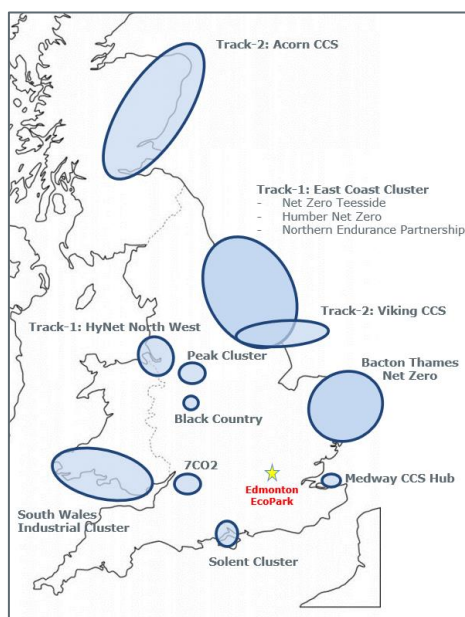 Track-2: Acorn CCS
Track-1: East Coast Cluster
- Net Zero Teesside
- Humber Net Zero
- Northern Endurance Partnership
Track-2: Viking CCS
Track-1: HyNet North West
Peak Cluster
Bacton Thames
Net Zero
Black Country
7CO2
Edmonton
EcoPark
Medway CCS Hub
South Wales
Industrial Cluster
Solent Cluster